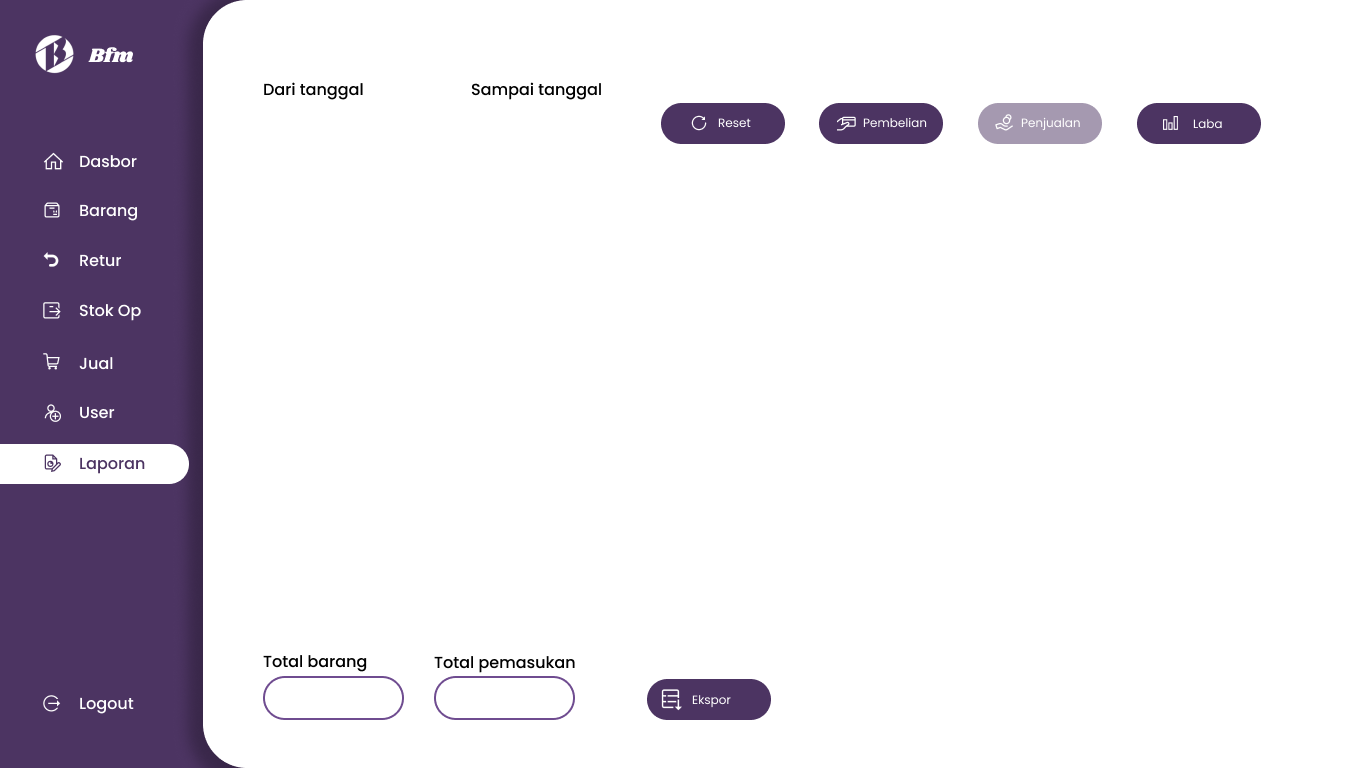 Bfm
Dasbor
Barang
Retur
Stok Op
Jual
User
Laporan
Logout
Dari tanggal
Sampai tanggal
Reset
Pembelian
Penjualan
Laba
Total barang
Total pemasukan
Ekspor